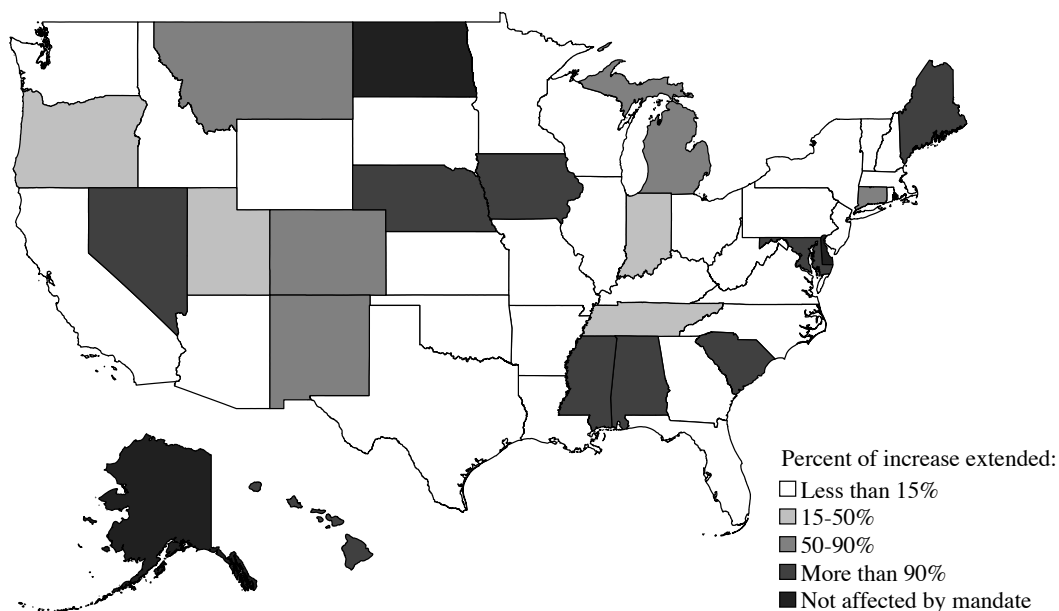 Percent of increase extended:
Less than 15%
15-50%
50-90%
More than 90%
Not affected by mandate